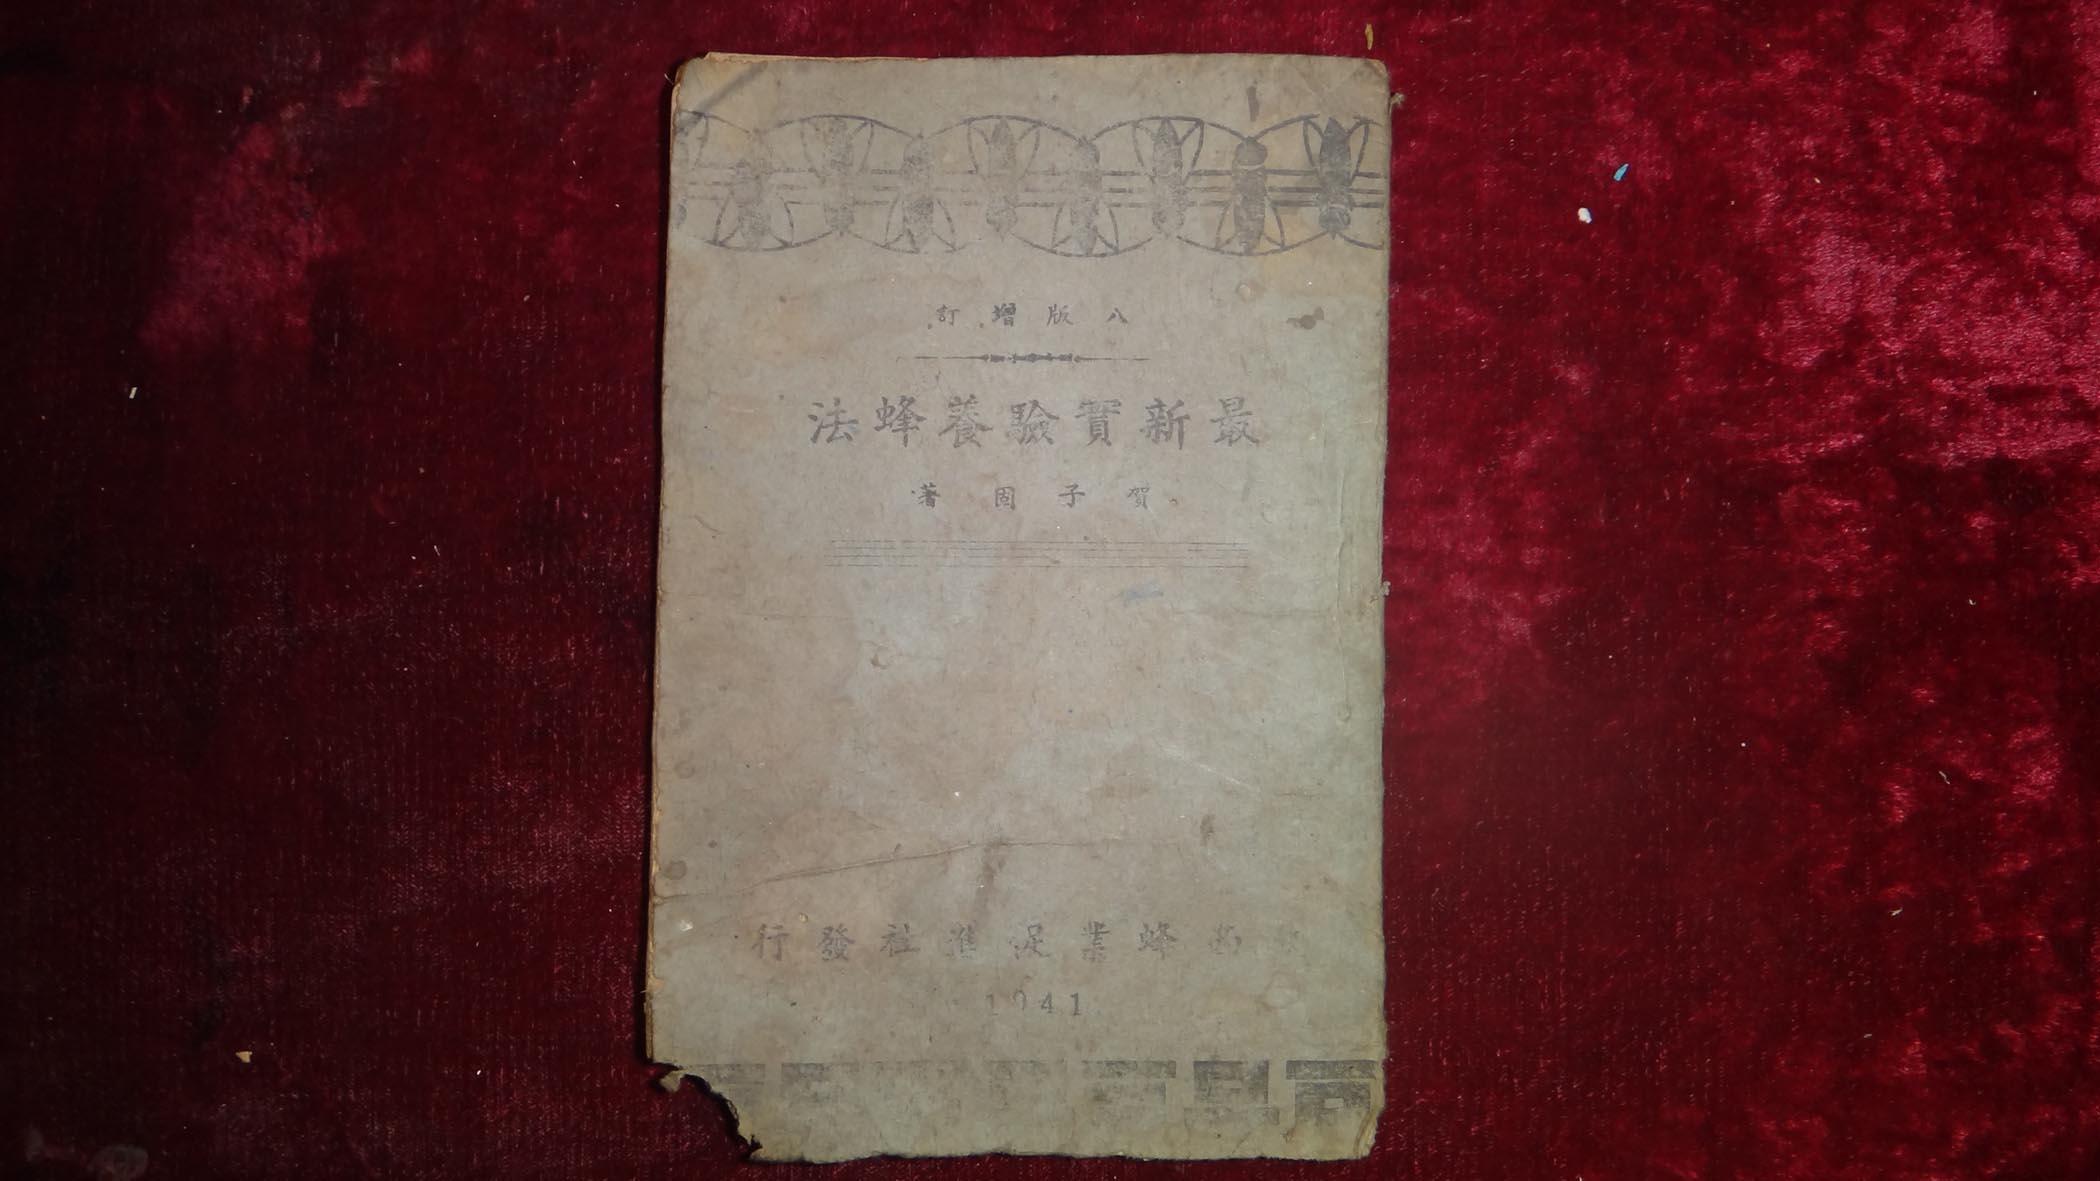 八版增訂
最新實驗養蜂法
賀子固著
蜂業促進社發行
1941